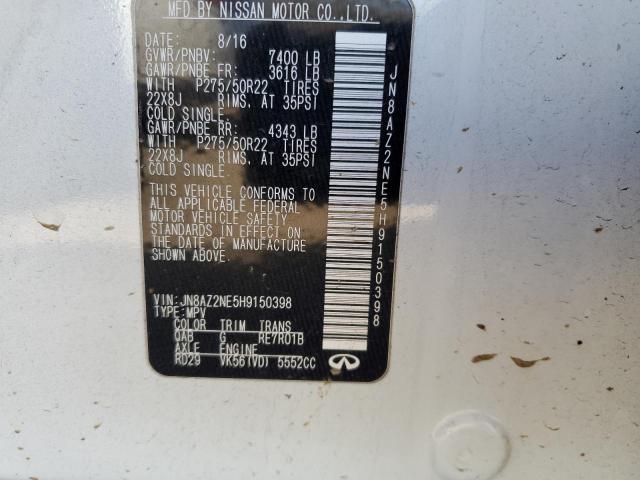 MFD BY NISSAN MOTOR CO.,LTD.
DATE: 8/16
GVWR/PNBV: 7400 LB
GAWR/PNBE FR: 3616 LB
WITH P275/50R22 TIRES
22X8J RIMS, AT 35PSI
COLD SINGLE.
GAWR/PNBE RR: 4343 LB
WITH P275/50R22 TIRES
22X8J RIMS, AT 35PSI
COLD SINGLE.
THIS VEHICLE CONFORMS TO
ALL APPLICABLE FEDERAL
MOTOR VEHICLE SAFETY
STANDARDS IN EFFECT ON
THE DATE OF MANUFACTURE
SHOWN ABOVE.
VIN:JN8AZ2NE5H9150398
TYPE:MPV
COLOR TRIM TRANS
QAB G RE7R01B
AXLE ENGINE
RD29 VK56(VD) 5552CC
JN8AZ2NE5H9150398